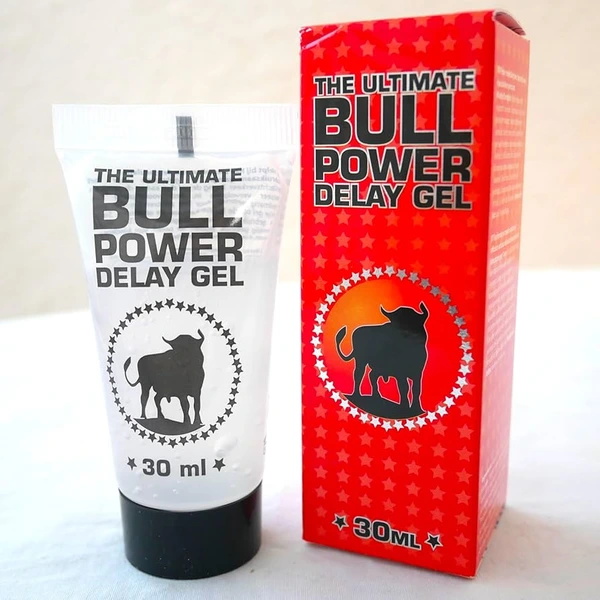 THE ULTIMATE
BULL
POWER
DELAY GEL
30 ml
THE ULTIMATE
BULL
POWER
DELAY GEL
30ML